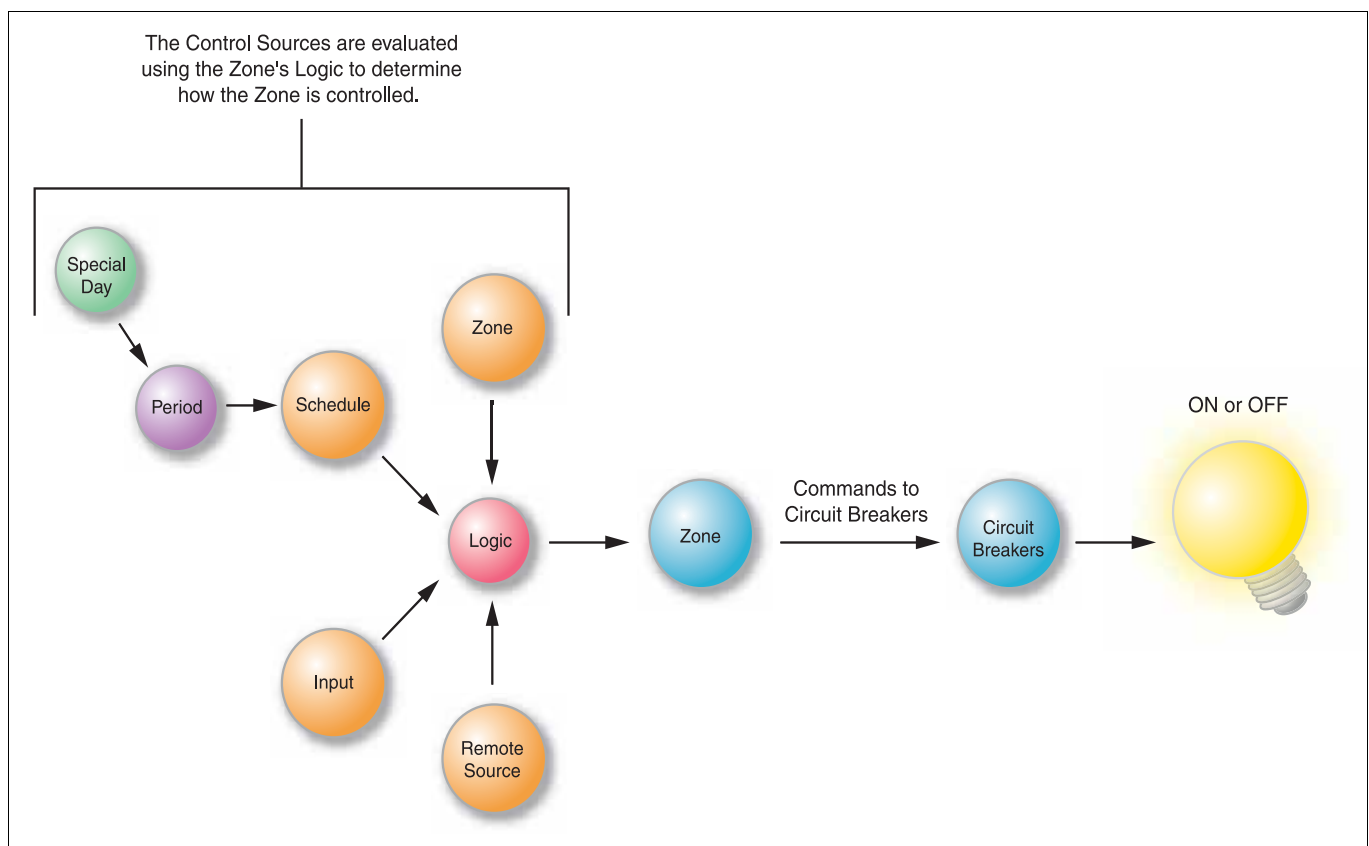 The Control Sources are evaluated
using the Zone's Logic to determine
how the Zone is controlled.
Special
Day
Zone
Period
Schedule
ON or OFF
Logic
Zone
Commands to
Circuit Breakers
Circuit
Breakers
Input
Remote
Source